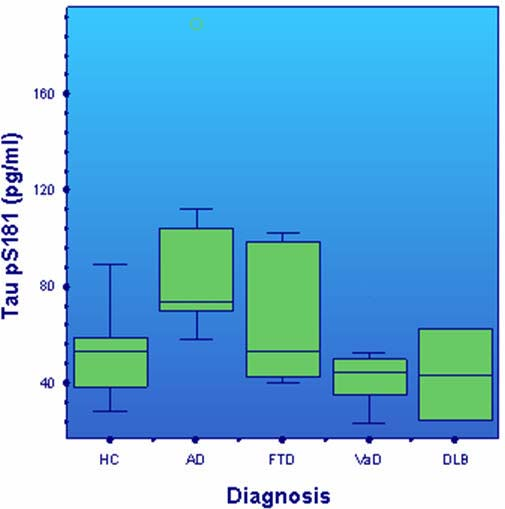 Tau pS181 (pg/ml)
160
120
80
40
HC AD FTD VaD DLB
Diagnosis